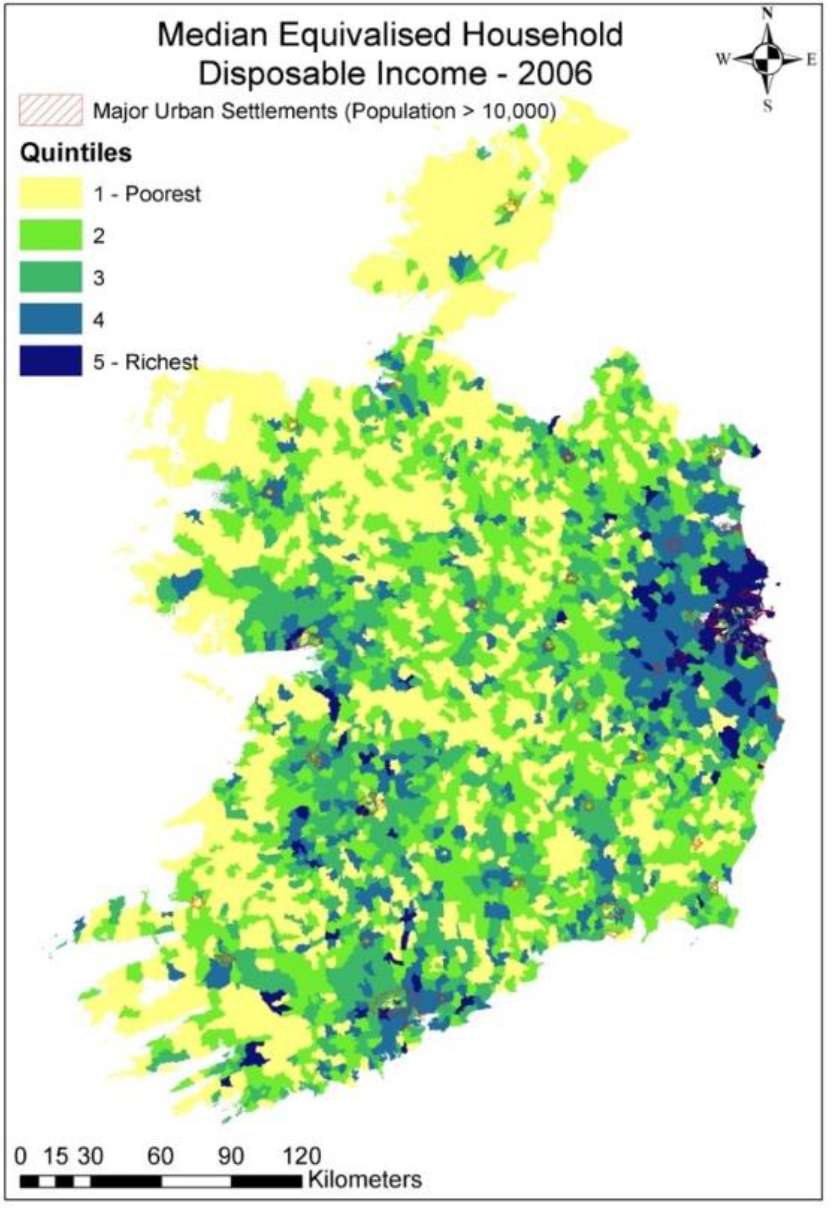 Median Equivalised Household
Disposable Income - 2006
N
W E
S
Major Urban Settlements (Population > 10,000)
Quintiles
1 - Poorest
2
3
4
5 - Richest
0 15 30 60 90 120
Kilometers